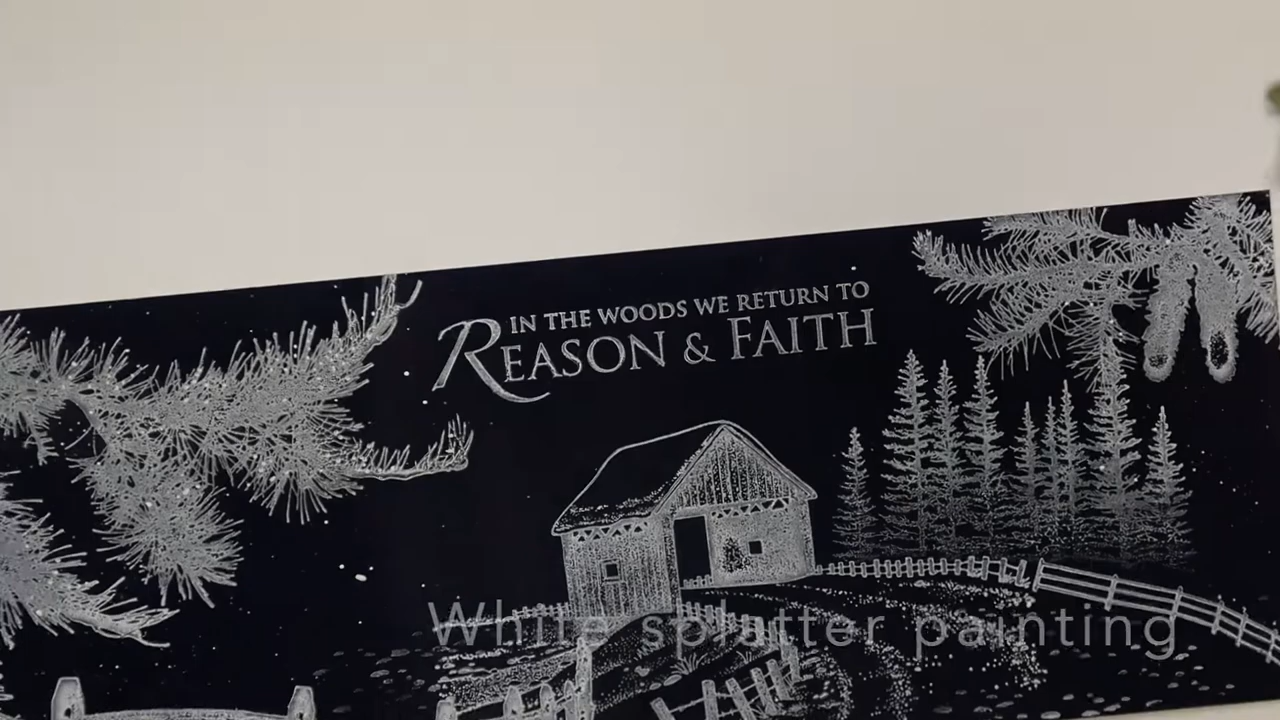 IN THE WOODS WE RETURN TO
REASON & FAITH
White splatter painting